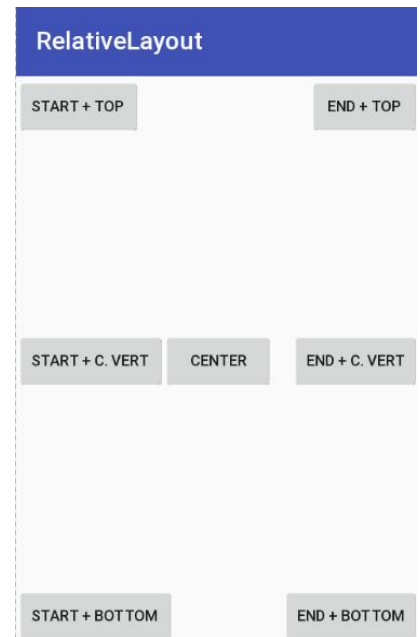 RelativeLayout
START + TOP
END + TOP
START + C. VERT
CENTER
END + C. VERT
START + BOTTOM
END + BOTTOM